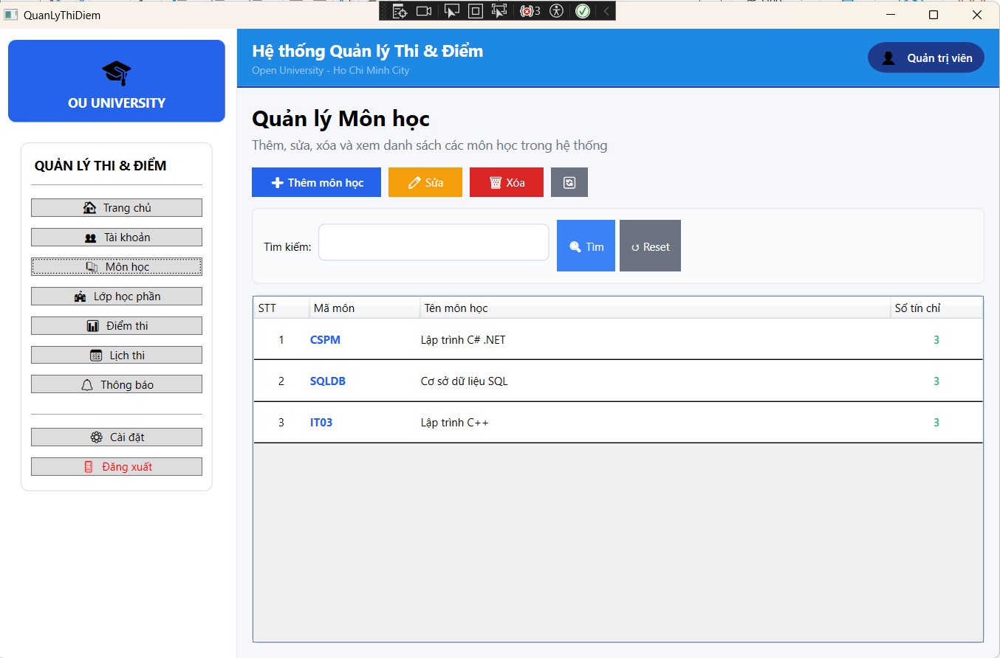 QuanLyThiDiem
3
OU UNIVERSITY
QUẢN LÝ THI & ĐIỂM
Trang chủ
Tài khoản
Môn học
Lớp học phần
Điểm thi
Lịch thi
Thông báo
Cài đặt
Đăng xuất
Hệ thống Quản lý Thi & Điểm
Open University - Ho Chi Minh City
Quản trị viên
Quản lý Môn học
Thêm, sửa, xóa và xem danh sách các môn học trong hệ thống
Thêm môn học Sửa Xóa
Tìm kiếm: Tìm Reset
STT Mã môn Tên môn học Số tín chỉ
1 CSPM Lập trình C# .NET 3
2 SQLDB Cơ sở dữ liệu SQL 3
3 IT03 Lập trình C++ 3